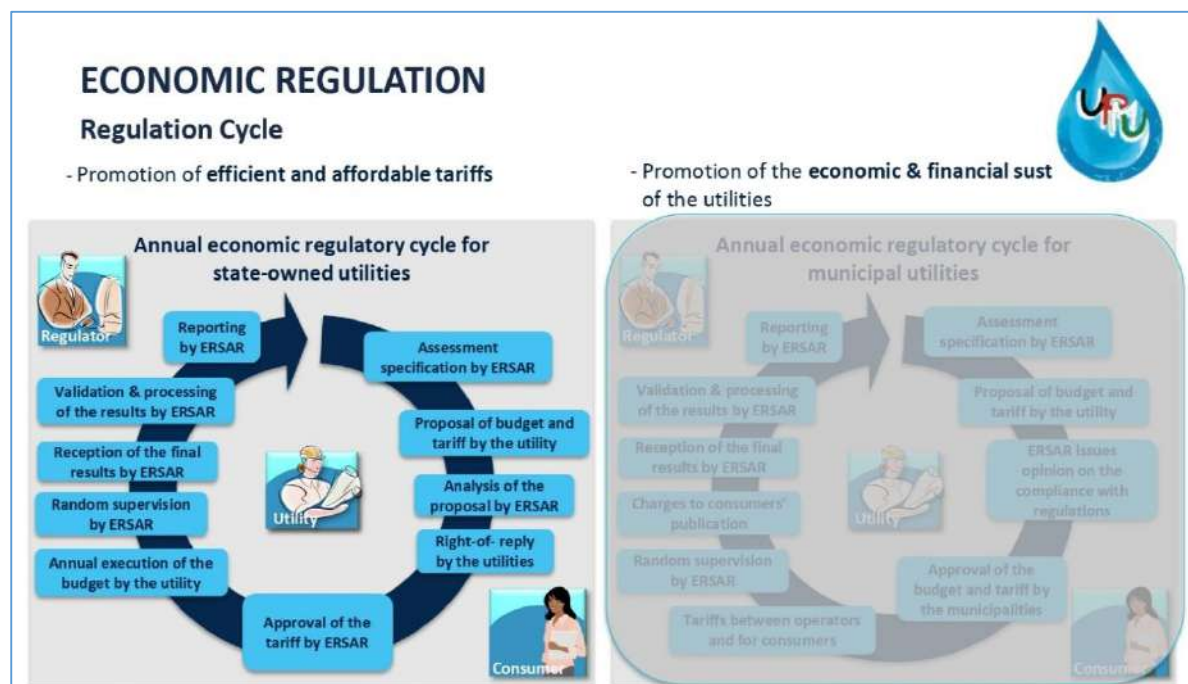 ECONOMIC REGULATION
UPMU
Regulation Cycle
- Promotion of efficient and affordable tariffs
- Promotion of the economic & financial sust
of the utilities
Annual economic regulatory cycle for
state-owned utilities
Regulator
Reporting
by ERSAR
Assessment
specification by ERSAR
Validation & processing
of the results by ERSAR
Proposal of budget and
tariff by the utility
Reception of the final
results by ERSAR
Analysis of the
proposal by ERSAR
Utility
Random supervision
by ERSAR
Right-of- reply
by the utilities
Annual execution of the
budget by the utility
Approval of the
tariff by ERSAR
Consumer
Annual economic regulatory cycle for
municipal utilities
Regulator
Reporting
by ERSAR
Assessment
specification by ERSAR
Validation & processing
of the results by ERSAR
Proposal of budget and
tariff by the utility
Reception of the final
results by ERSAR
ERSAR issues
opinion on the
compliance with
regulations
Utility
Charges to consumers'
publication
Random supervision
by ERSAR
Approval of the
budget and tariff by
the municipalities
Tariffs between operators
and for consumers
Consumer